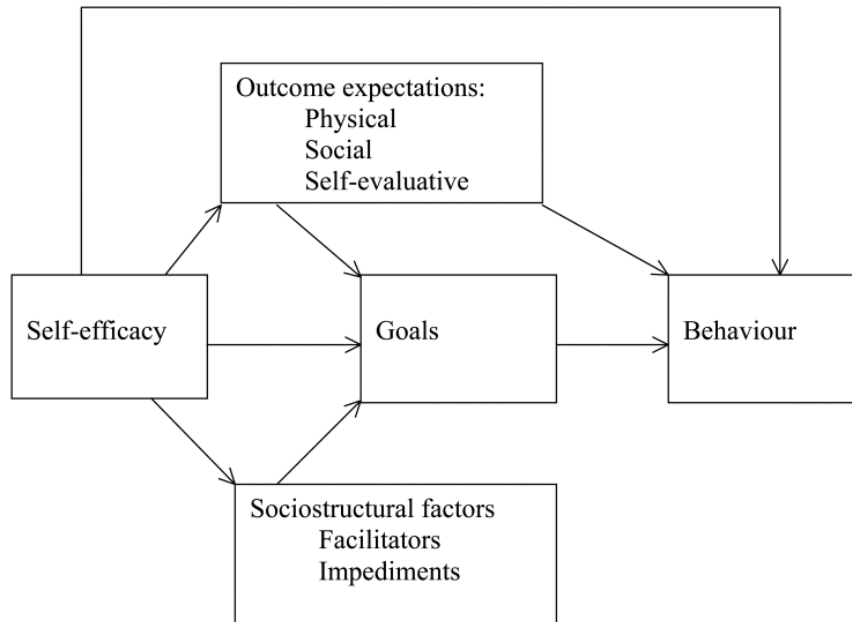 Outcome expectations:
Physical
Social
Self-evaluative
Self-efficacy
Goals
Behaviour
Sociostructural factors
Facilitators
Impediments